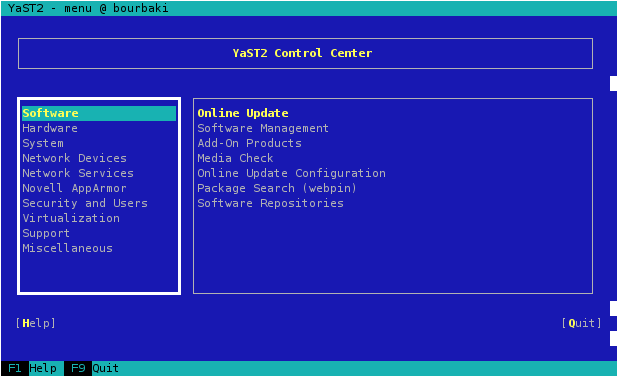 YaST2 - menu @ bourbaki
YaST2 Control Center
Software
Hardware
System
Network Devices
Network Services
Novell AppArmor
Security and Users
Virtualization
Support
Miscellaneous
Online Update
Software Management
Add-On Products
Media Check
Online Update Configuration
Package Search (webpin)
Software Repositories
[Help] [Quit]
F1 Help F9 Quit